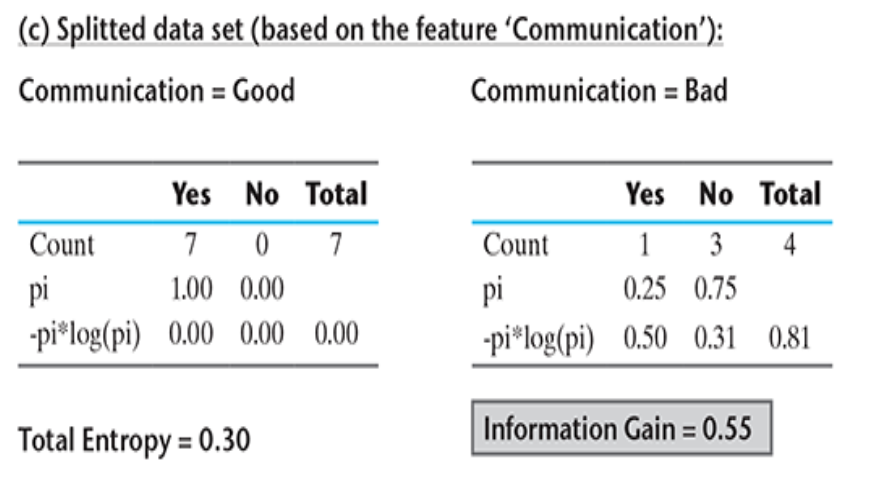 (c) Splitted data set (based on the feature ‘Communication’):
Communication = Good
Yes No Total
Count 7 0 7
pi 1.00 0.00
-pi*log(pi) 0.00 0.00 0.00
Total Entropy = 0.30
Communication = Bad
Yes No Total
Count 1 3 4
pi 0.25 0.75
-pi*log(pi) 0.50 0.31 0.81
Information Gain = 0.55